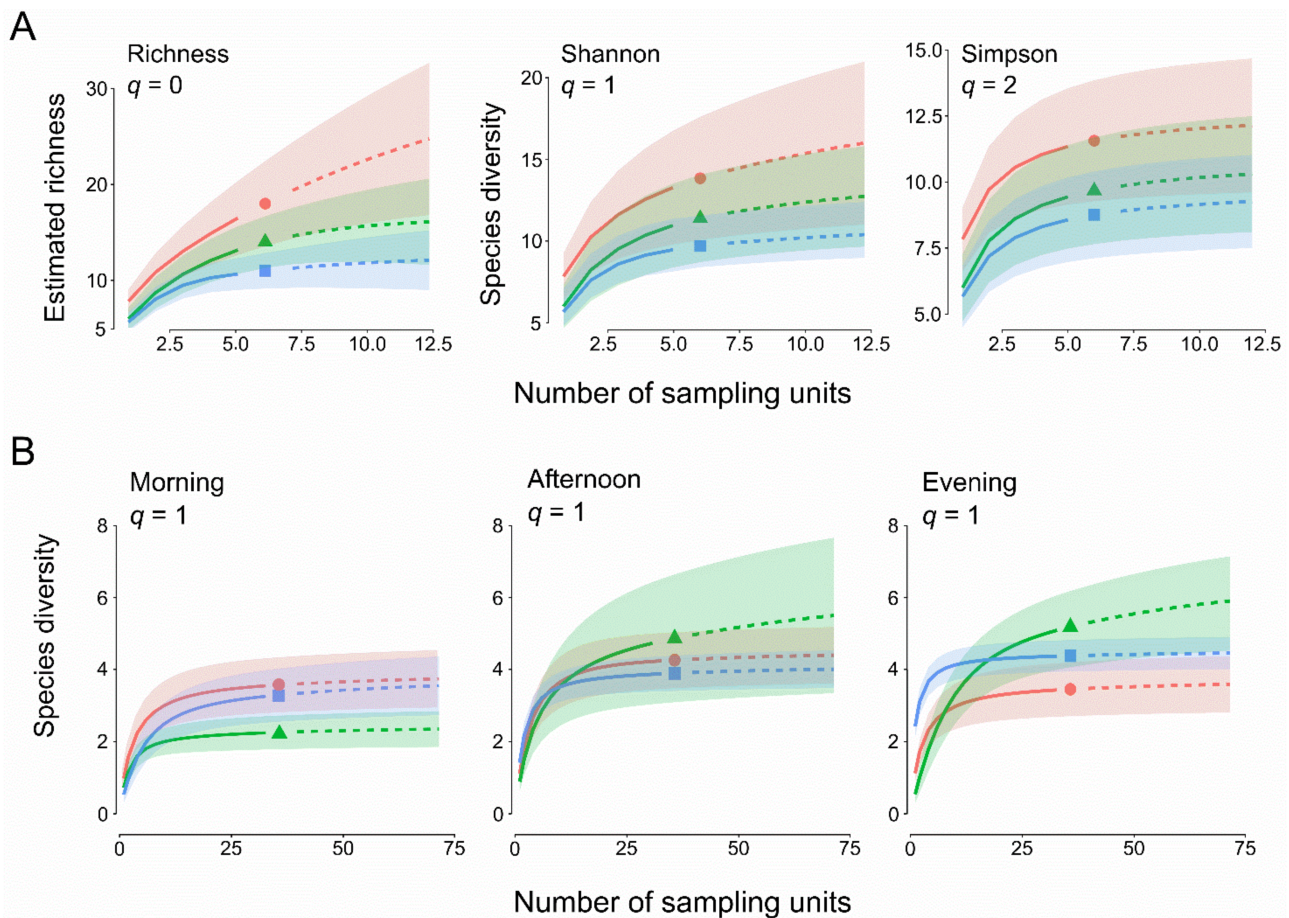 A
Richness
q = 0
Estimated richness
30
20
10
5
2.5 5.0 7.5 10.0 12.5
Shannon
q = 1
Species diversity
20
15
10
5
2.5 5.0 7.5 10.0 12.5
Simpson
q = 2
15.0
12.5
10.0
7.5
5.0
2.5 5.0 7.5 10.0 12.5
Number of sampling units
B
Morning
q = 1
Species diversity
8
6
4
2
0
0 25 50 75
Afternoon
q = 1
8
6
4
2
0
0 25 50 75
Evening
q = 1
8
6
4
2
0
0 25 50 75
Number of sampling units